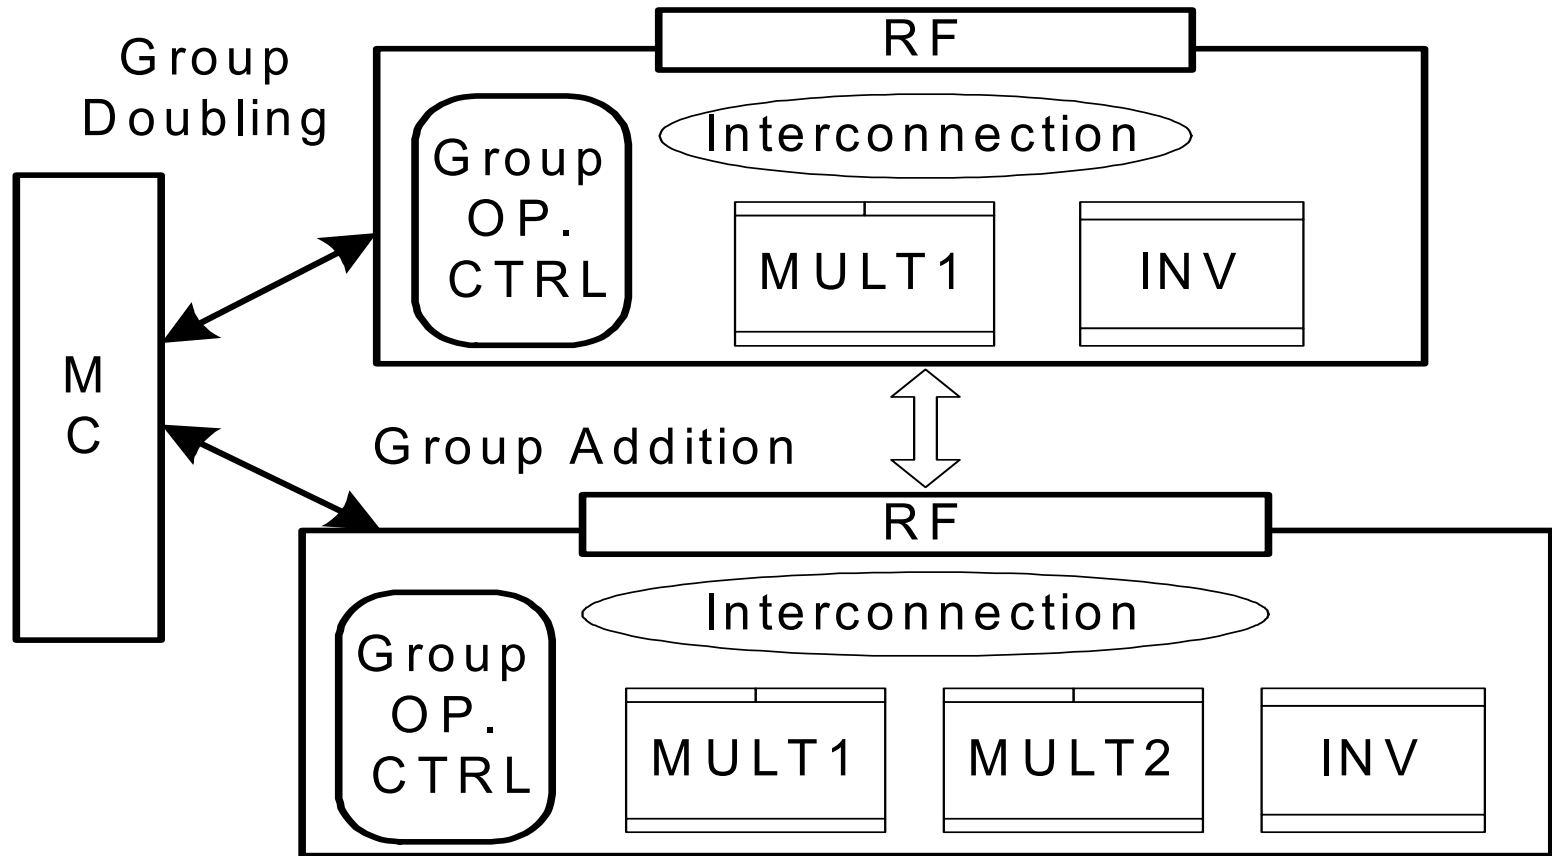 Group
Doubling
RF
Group
OP.
CTRL
Interconnection
MULT1
INV
M
C
Group Addition
RF
Group
OP.
CTRL
Interconnection
MULT1
MULT2
INV